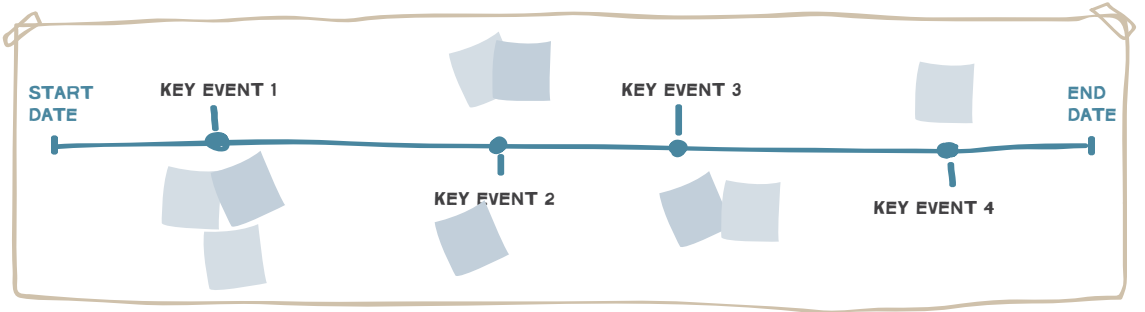 START
DATE
KEY EVENT 1
KEY EVENT 2
KEY EVENT 3
KEY EVENT 4
END
DATE